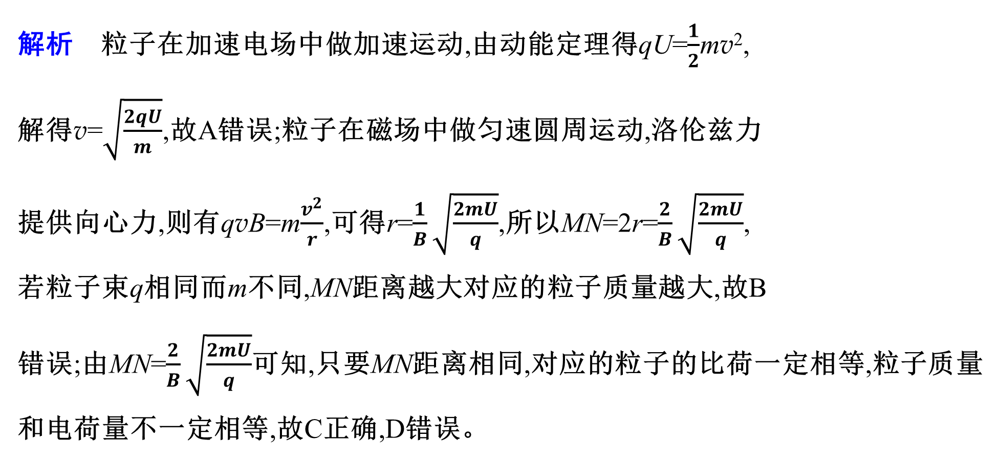 解析　粒子在加速电场中做加速运动,由动能定理得$qU=\frac{1}{2}mv^2$,
解得$v=\sqrt{\frac{2qU}{m}}$,故A错误;粒子在磁场中做匀速圆周运动,洛伦兹力
提供向心力,则有$qvB=m\frac{v^2}{r}$,可得$r=\frac{1}{B}\sqrt{\frac{2mU}{q}}$,所以$MN=2r=\frac{2}{B}\sqrt{\frac{2mU}{q}}$,
若粒子束$q$相同而$m$不同,$MN$距离越大对应的粒子质量越大,故B
错误;由$MN=\frac{2}{B}\sqrt{\frac{2mU}{q}}$可知,只要$MN$距离相同,对应的粒子的比荷一定相等,粒子质量
和电荷量不一定相等,故C正确,D错误。